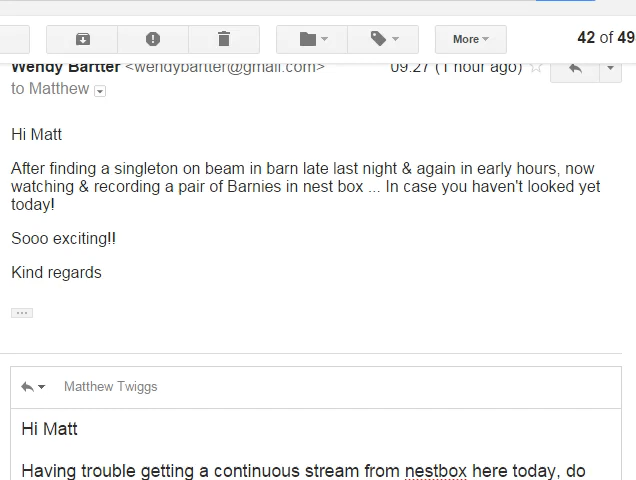 More
42 of 49
Wendy Bartter <wendybartter@gmail.com>
09:27 (1 hour ago)
to Matthew
Hi Matt
After finding a singleton on beam in barn late last night & again in early hours, now
watching & recording a pair of Barnies in nest box ... In case you haven't looked yet
today!
Sooo exciting!!
Kind regards
Matthew Twiggs
Hi Matt
Having trouble getting a continuous stream from nestbox here today, do